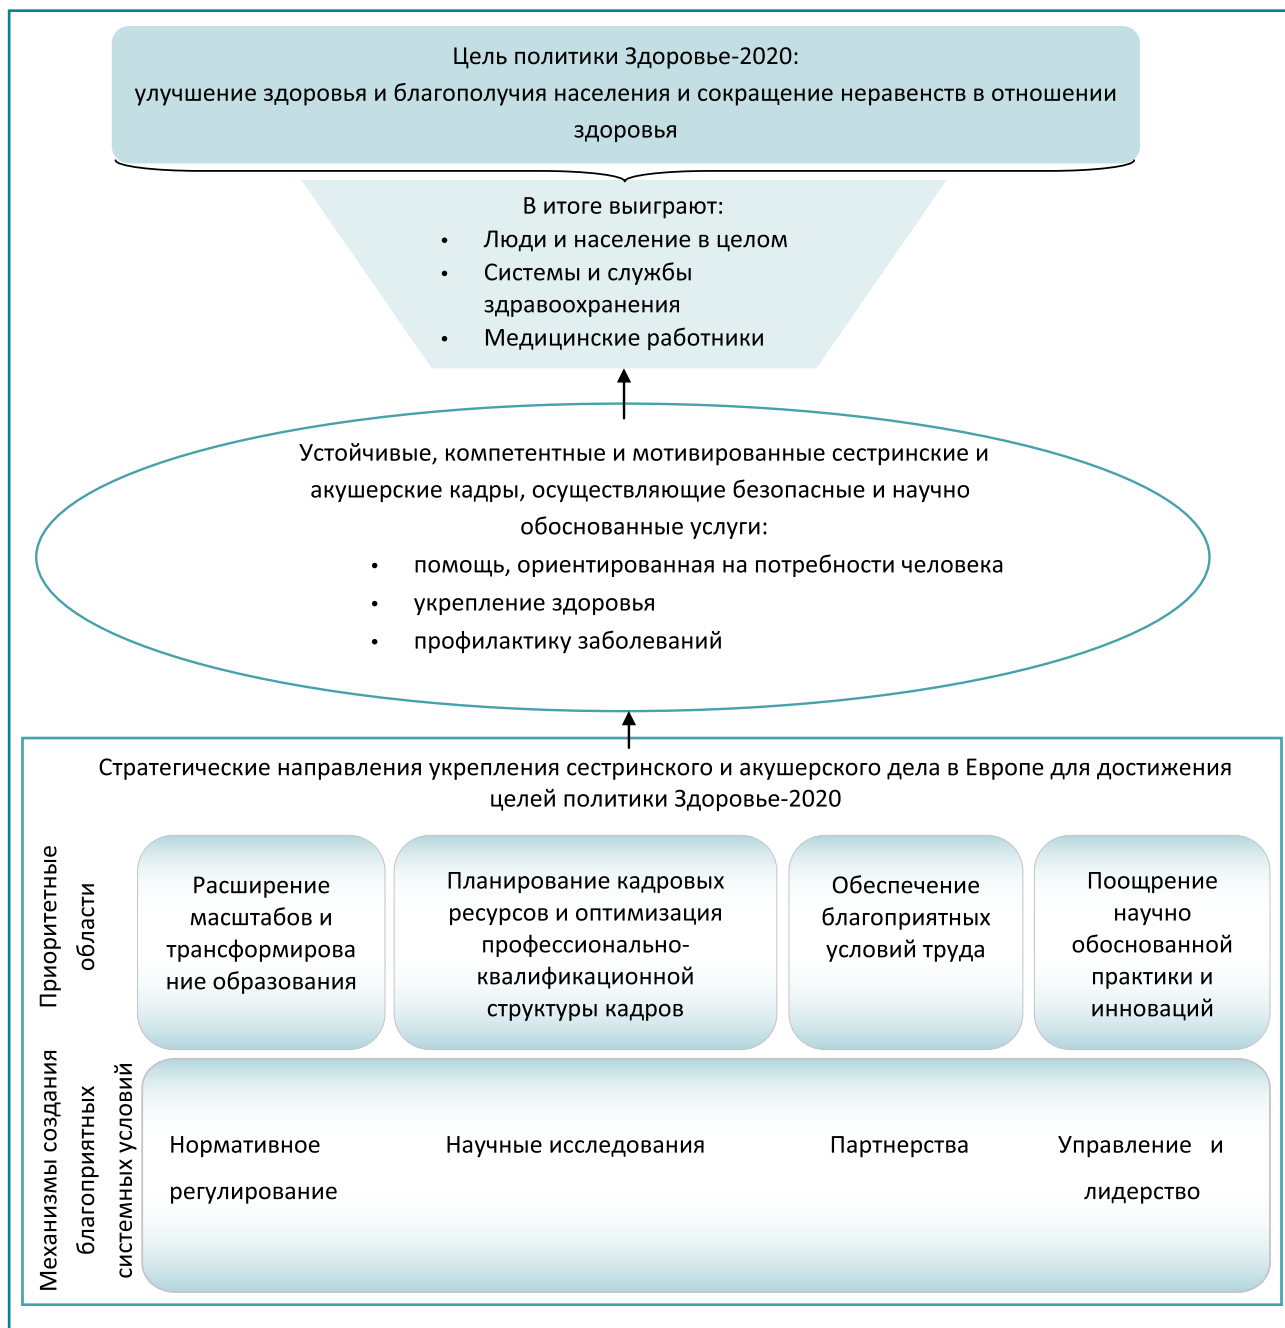 Цель политики Здоровье-2020:
улучшение здоровья и благополучия населения и сокращение неравенств в отношении
здоровья
В итоге выиграют:
• Люди и население в целом
• Системы и службы
здравоохранения
• Медицинские работники
Устойчивые, компетентные и мотивированные сестринские и
акушерские кадры, осуществляющие безопасные и научно
обоснованные услуги:
• помощь, ориентированная на потребности человека
• укрепление здоровья
• профилактику заболеваний
Стратегические направления укрепления сестринского и акушерского дела в Европе для достижения
целей политики Здоровье-2020
Приоритетные
области
Расширение
масштабов и
трансформирова
ние образования
Планирование кадровых
ресурсов и оптимизация
профессионально-
квалификационной
структуры кадров
Обеспечение
благоприятных
условий труда
Поощрение
научно
обоснованной
практики и
инноваций
Механизмы создания
благоприятных
системных условий
Нормативное
регулирование
Научные исследования
Партнерства
Управление и
лидерство